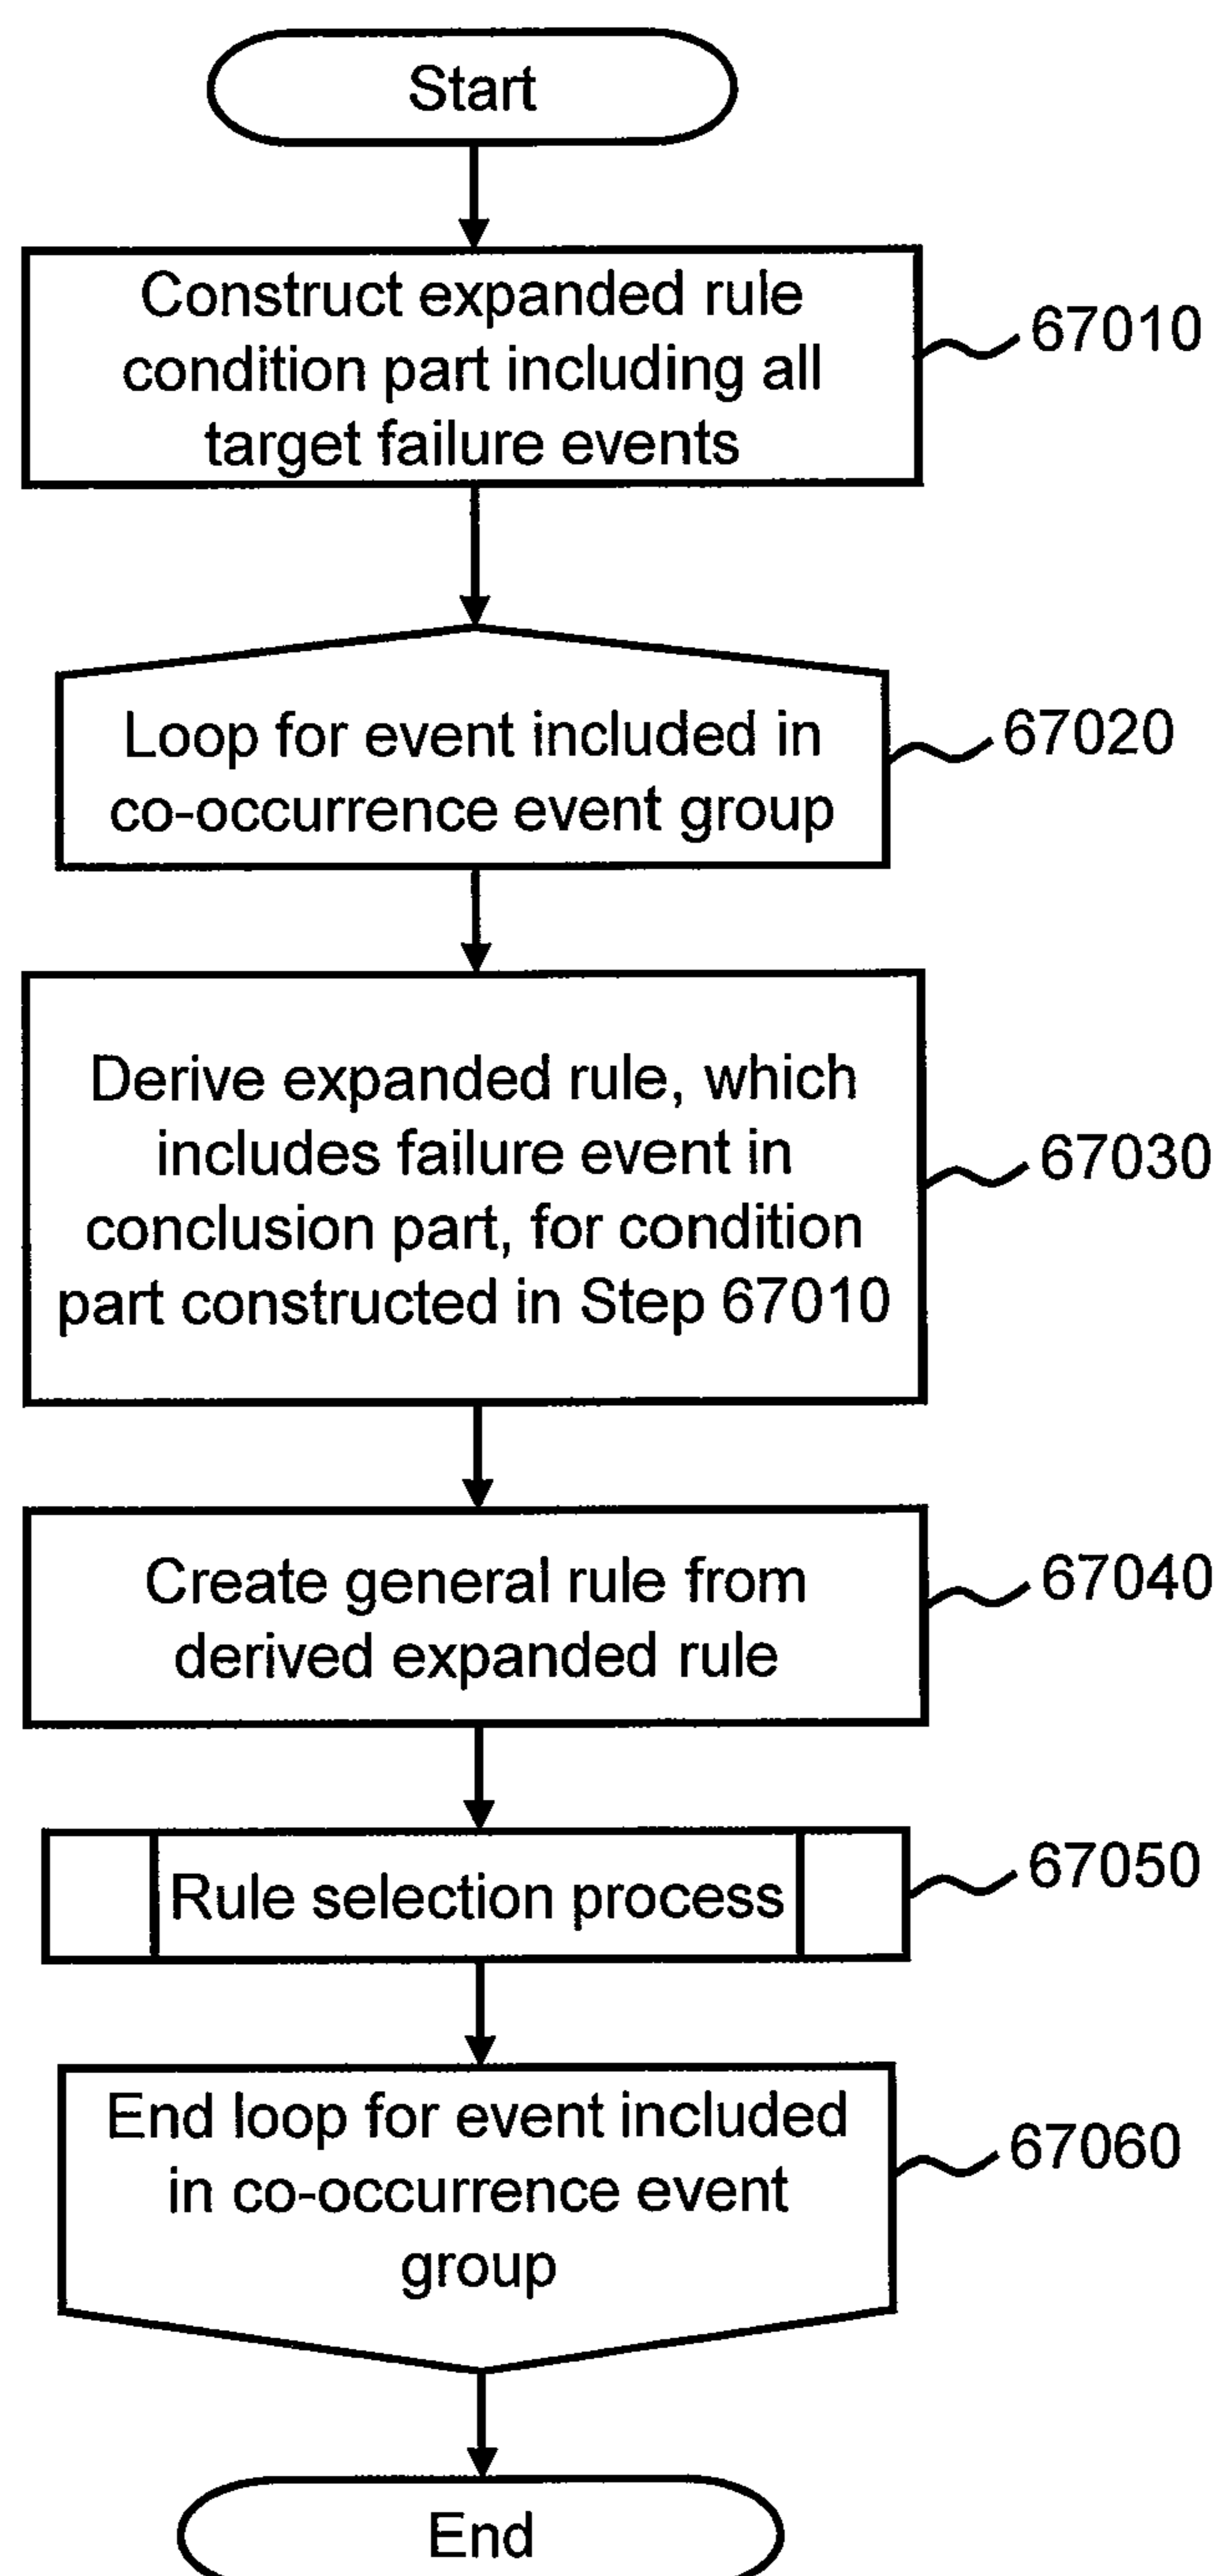 Start
Construct expanded rule
condition part including all
target failure events
67010
Loop for event included in
co-occurrence event group
67020
Derive expanded rule, which
includes failure event in
conclusion part, for condition
part constructed in Step 67010
67030
Create general rule from
derived expanded rule
67040
Rule selection process
67050
End loop for event included
in co-occurrence event
group
67060
End